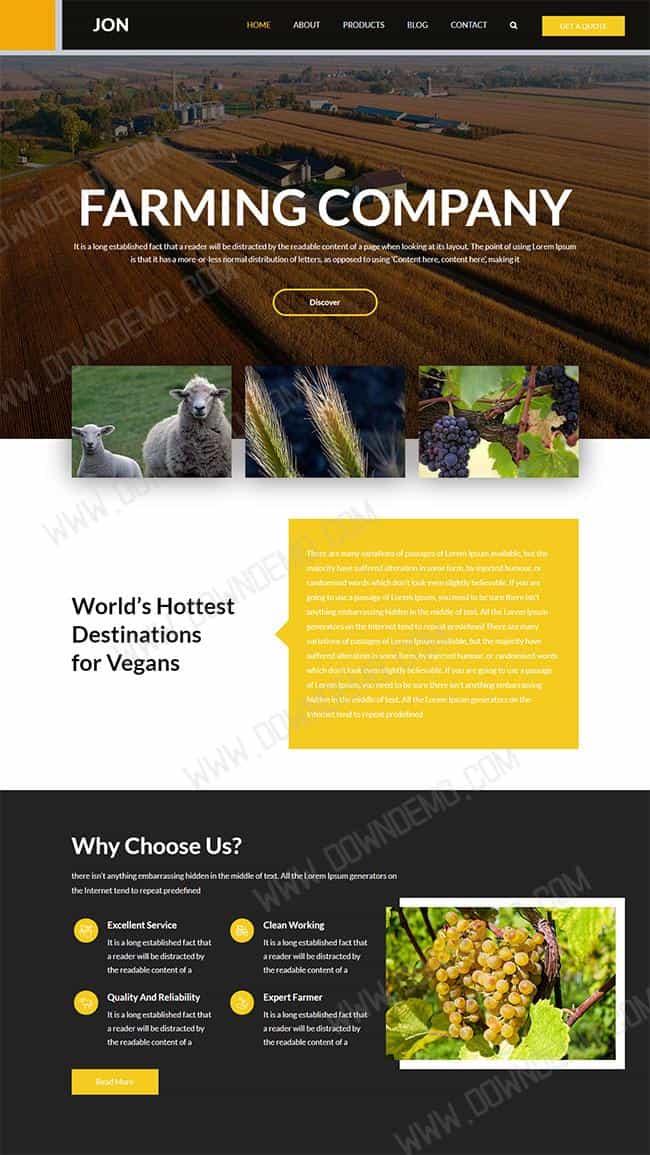 JON
HOME ABOUT PRODUCTS BLOG CONTACT GET A QUOTE
FARMING COMPANY
It is a long established fact that a reader will be distracted by the readable content of a page when looking at its layout. The point of using Lorem Ipsum
is that it has a more-or-less normal distribution of letters, as opposed to using 'Content here, content here', making it
Discover
World's Hottest
Destinations
for Vegans
There are many variations of passages of Lorem Ipsum available, but the
majority have suffered alteration in some form, by injected humour, or
randomised words which don't look even slightly believable. If you are
going to use a passage of Lorem Ipsum, you need to be sure there isn't
anything embarrassing hidden in the middle of text. All the Lorem Ipsum
generators on the Internet tend to repeat predefined There are many
variations of passages of Lorem Ipsum available, but the majority have
suffered alteration in some form, by injected humour, or randomised words
which don't look even slightly believable. If you are going to use a passage
of Lorem Ipsum, you need to be sure there isn't anything embarrassing
hidden in the middle of text. All the Lorem Ipsum generators on the
Internet tend to repeat predefined
Why Choose Us?
there isn't anything embarrassing hidden in the middle of text. All the Lorem Ipsum generators on
the Internet tend to repeat predefined
Excellent Service
It is a long established fact that
a reader will be distracted by
the readable content of a
Clean Working
It is a long established fact that
a reader will be distracted by
the readable content of a
Quality And Reliability
It is a long established fact that
a reader will be distracted by
the readable content of a
Expert Farmer
It is a long established fact that
a reader will be distracted by
the readable content of a
Read More
WWW.DOWNDEMO.COM